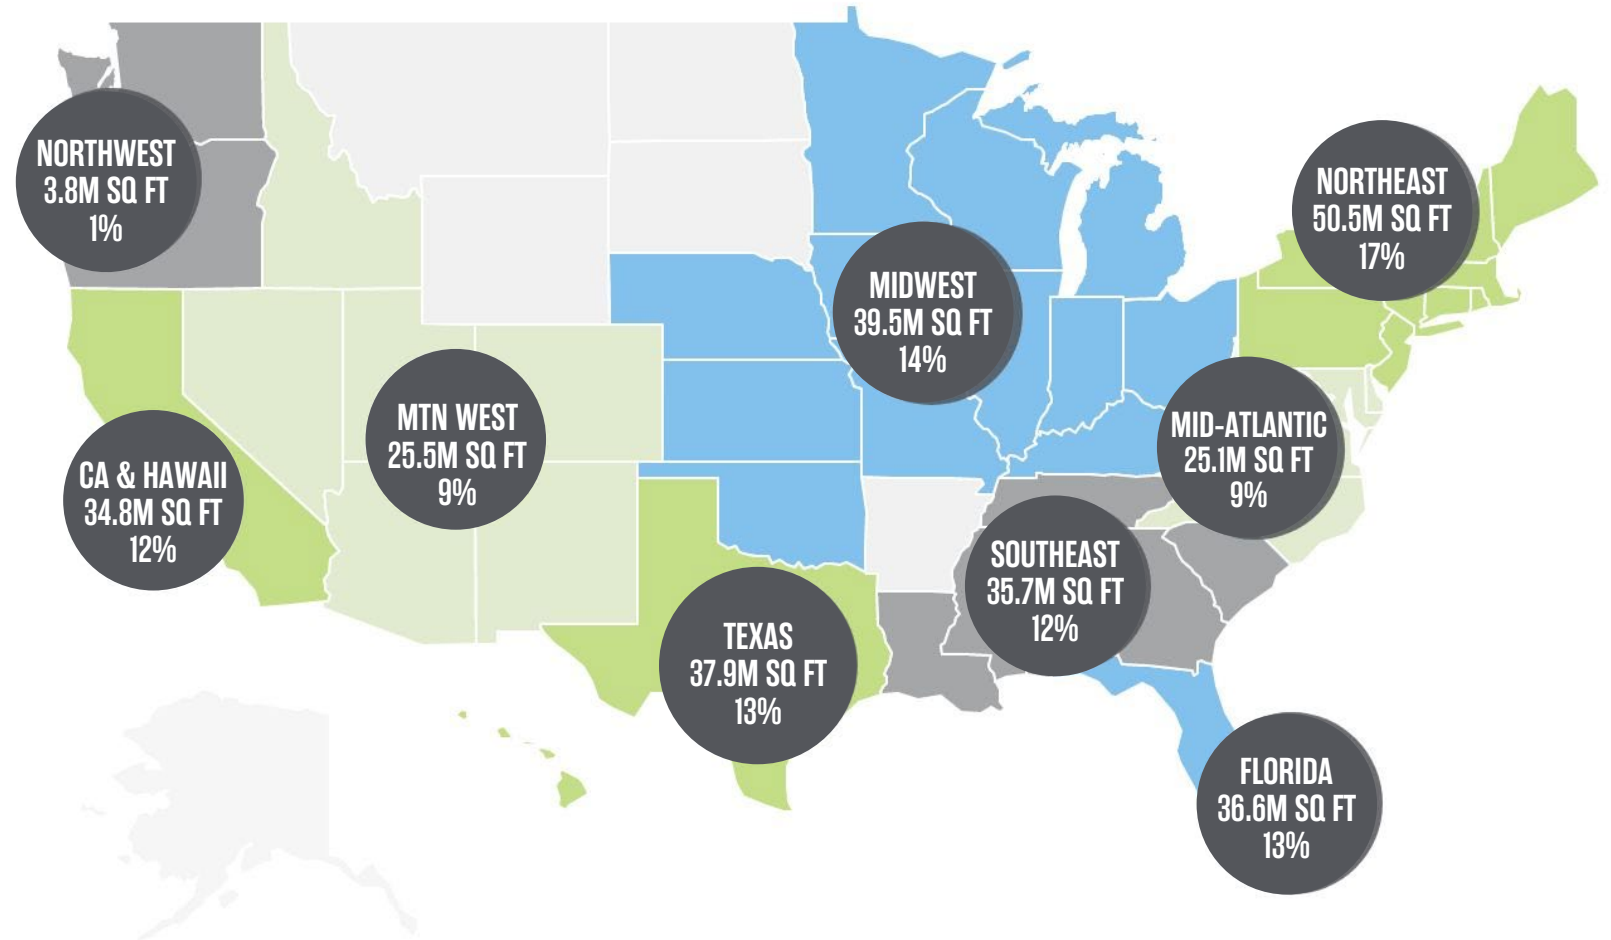 NORTHWEST
3.8M SQ FT
1%
NORTHEAST
50.5M SQ FT
17%
MIDWEST
39.5M SQ FT
14%
MTN WEST
25.5M SQ FT
9%
MID-ATLANTIC
25.1M SQ FT
9%
CA & HAWAII
34.8M SQ FT
12%
SOUTHEAST
35.7M SQ FT
12%
TEXAS
37.9M SQ FT
13%
FLORIDA
36.6M SQ FT
13%